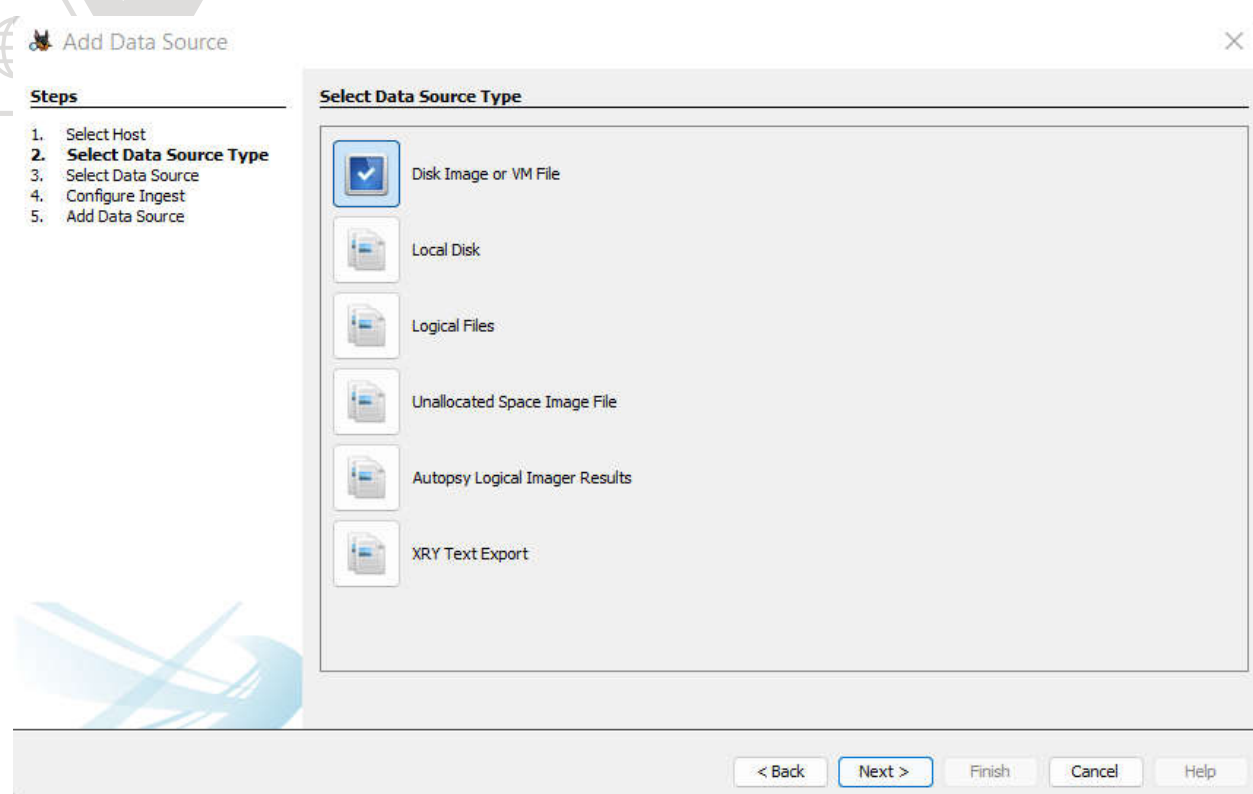 Add Data Source
Steps
1. Select Host
2. Select Data Source Type
3. Select Data Source
4. Configure Ingest
5. Add Data Source
Select Data Source Type
Disk Image or VM File
Local Disk
Logical Files
Unallocated Space Image File
Autopsy Logical Imager Results
XRY Text Export
< Back
Next >
Finish
Cancel
Help